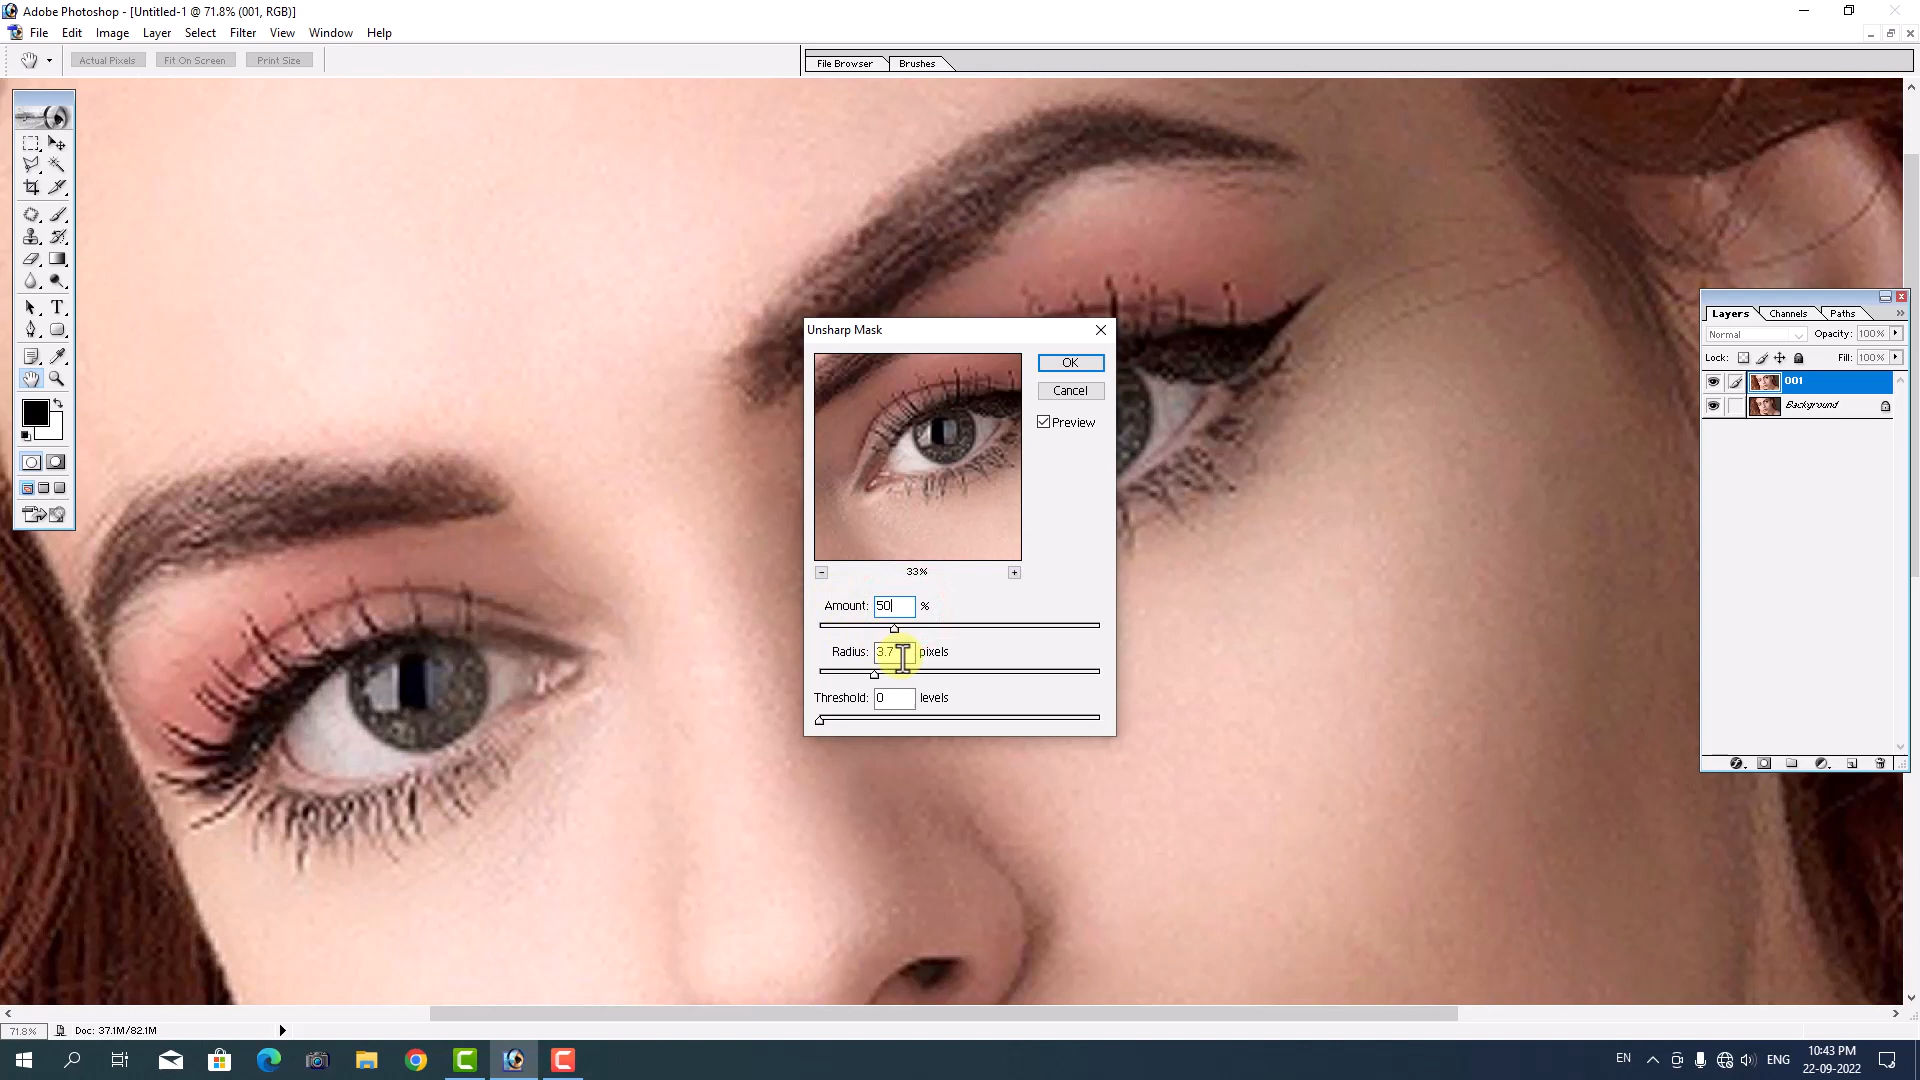 Adobe Photoshop - [Untitled-1 @ 71.8% (001, RGB)]
File Edit Image Layer Select Filter View Window Help
Actual Pixels Fit On Screen Print Size
File Browser Brushes
Unsharp Mask
OK
Cancel
Preview
33%
Amount: 50 %
Radius: 3.7 pixels
Threshold: 0 levels
Layers Channels Paths
Normal Opacity: 100%
Lock: Fill: 100%
001
Background
71.8% Doc: 37.1M/82.1M
EN ENG 10:43 PM
22-09-2022